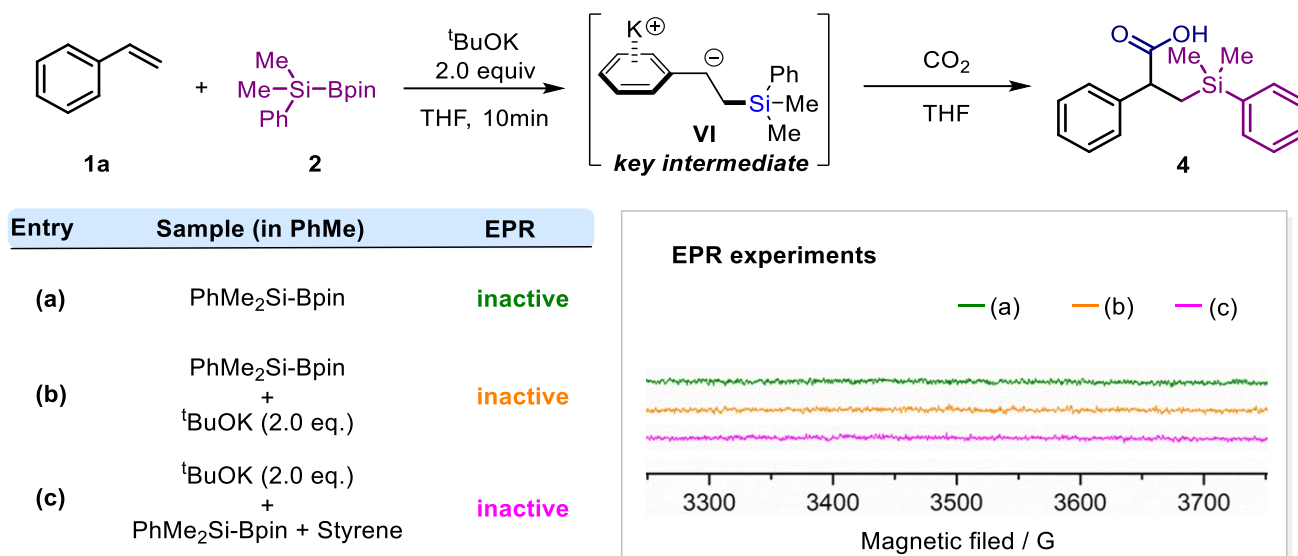 K⊕
Me
Me
Si—Bpin
Ph
+
ᵗBuOK
2.0 equiv
THF, 10min
⊖
Ph
Si
Me
Me
VI
key intermediate
CO₂
THF
O
OH
Me
Me
Si
1a
2
4
Entry Sample (in PhMe) EPR
(a) PhMe₂Si-Bpin inactive
(b) PhMe₂Si-Bpin
+
ᵗBuOK (2.0 eq.)
inactive
(c) ᵗBuOK (2.0 eq.)
+
PhMe₂Si-Bpin + Styrene
inactive
EPR experiments
(a) (b) (c)
3300 3400 3500 3600 3700
Magnetic filed / G